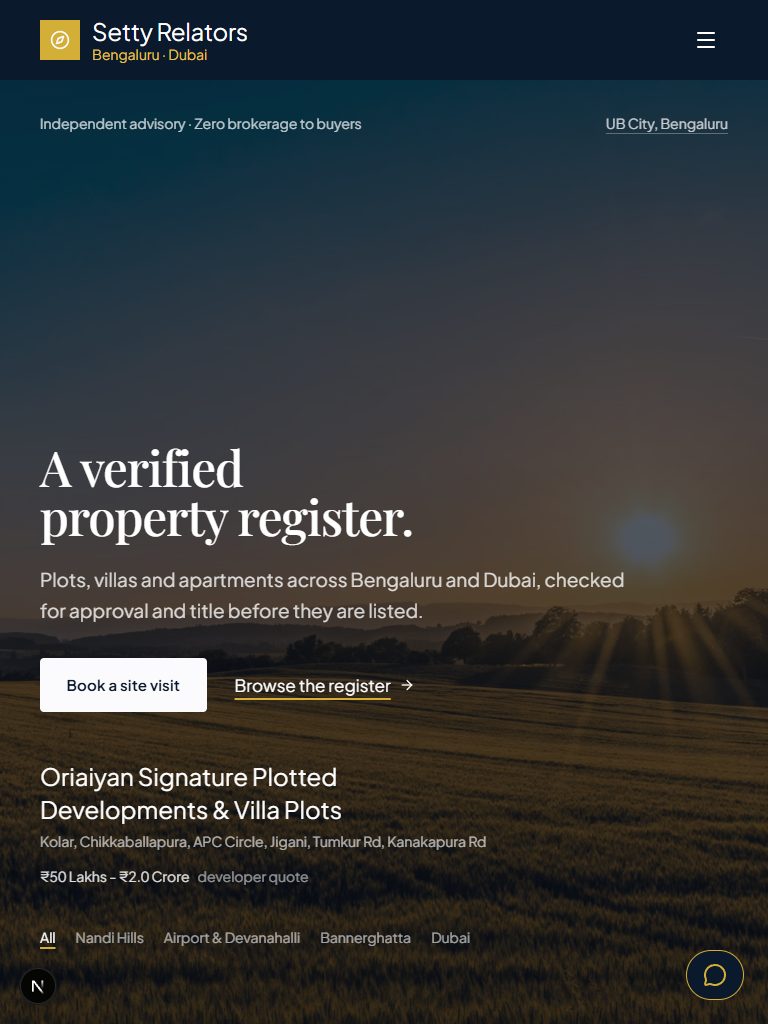 Setty Relators
Bengaluru · Dubai
Independent advisory · Zero brokerage to buyers
UB City, Bengaluru
A verified
property register.
Plots, villas and apartments across Bengaluru and Dubai, checked
for approval and title before they are listed.
Book a site visit
Browse the register →
Oriaiyan Signature Plotted
Developments & Villa Plots
Kolar, Chikkaballapura, APC Circle, Jigani, Tumkur Rd, Kanakapura Rd
₹50 Lakhs – ₹2.0 Crore developer quote
All Nandi Hills Airport & Devanahalli Bannerghatta Dubai
N